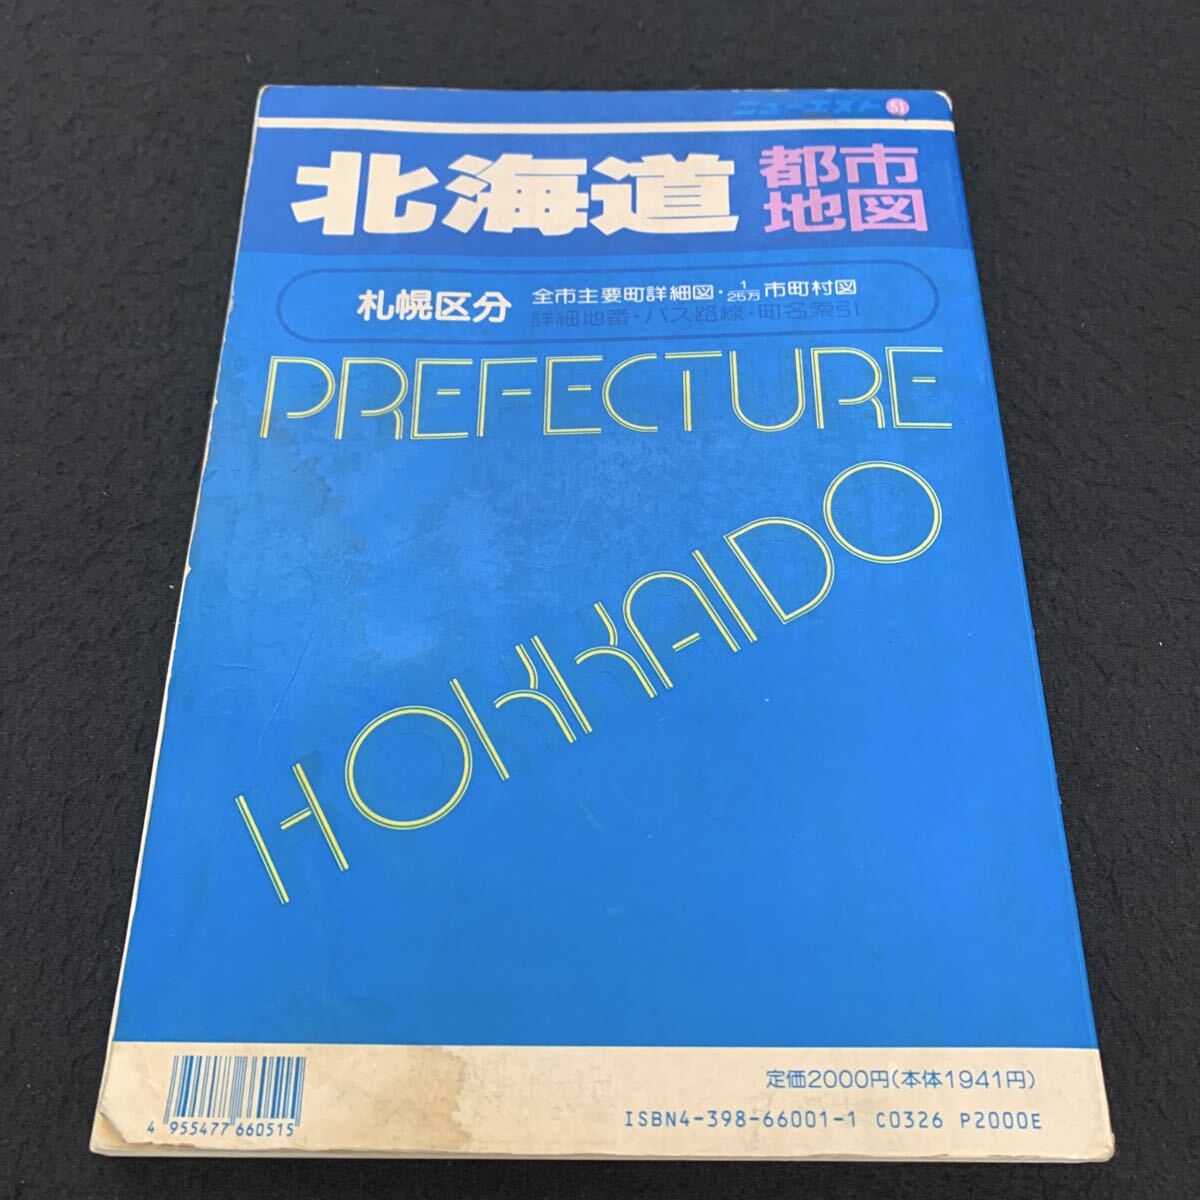 ニューエスト 51
北海道 都市地図
札幌区分 全市主要町詳細図・1/25万市町村図
詳細地番・バス路線・町名索引
PREFECTURE
HOKKAIDO
定価2000円(本体1941円)
ISBN4-398-66001-1 C0326 P2000E
4 955477 660515